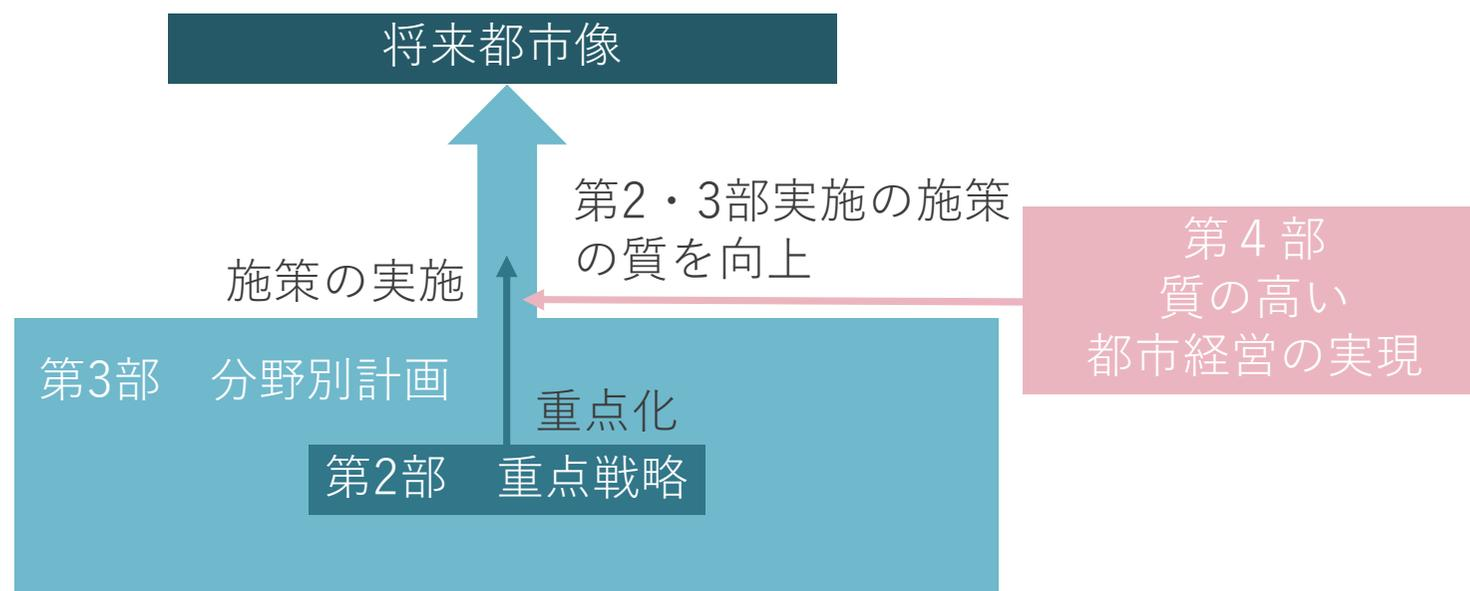 将来都市像
第2・3部実施の施策
の質を向上
施策の実施
第４部
質の高い
都市経営の実現
第3部　分野別計画
重点化
第2部　重点戦略